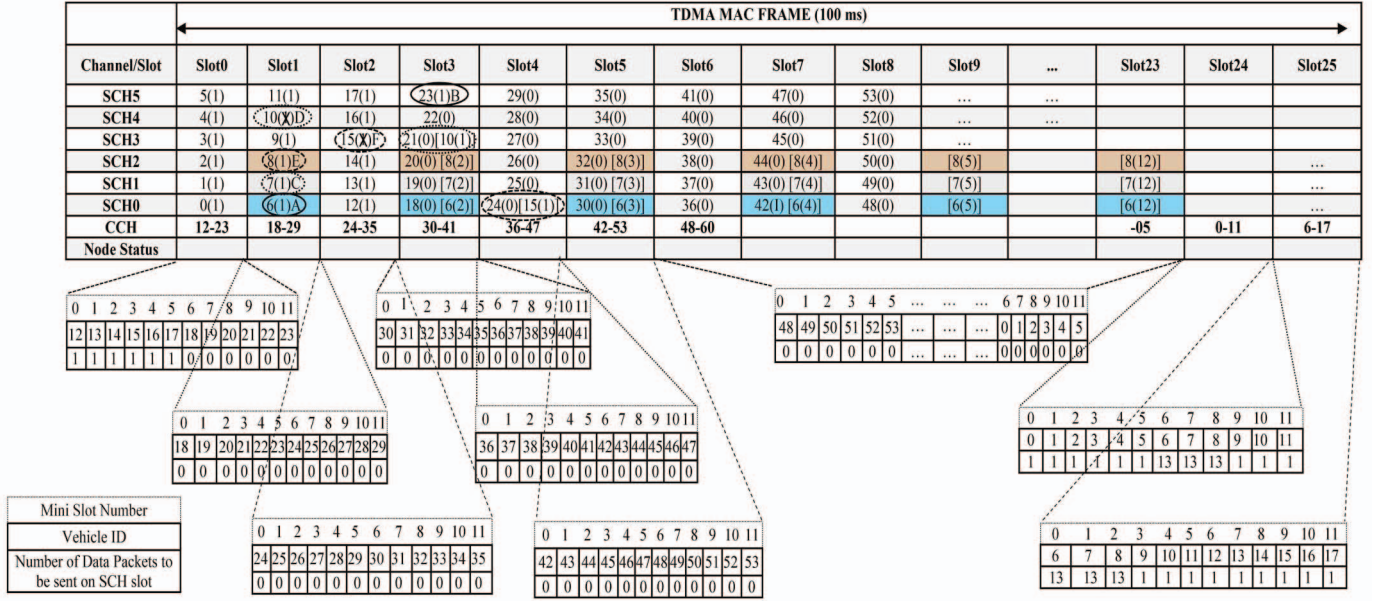 TDMA MAC FRAME (100 ms)
Channel/Slot Slot0 Slot1 Slot2 Slot3 Slot4 Slot5 Slot6 Slot7 Slot8 Slot9 ... Slot23 Slot24 Slot25
SCH5 5(1) 11(1) 17(1) 23(1)B 29(0) 35(0) 41(0) 47(0) 53(0) ... ...
SCH4 4(1) 10(X)D 16(1) 22(0) 28(0) 34(0) 40(0) 46(0) 52(0) ...
SCH3 3(1) 9(1) 15(X)F 21(0)[10(1)] 27(0) 33(0) 39(0) 45(0) 51(0) ...
SCH2 2(1) 8(1)E 14(1) 20(0) [8(2)] 26(0) 32(0) [8(3)] 38(0) 44(0) [8(4)] 50(0) [8(5)] [8(12)] ...
SCH1 1(1) 7(1)C 13(1) 19(0) [7(2)] 25(0) 31(0) [7(3)] 37(0) 43(0) [7(4)] 49(0) [7(5)] [7(12)] ...
SCH0 0(1) 6(1)A 12(1) 18(0) [6(2)] 24(0)[15(1)] 30(0) [6(3)] 36(0) 42(I) [6(4)] 48(0) [6(5)] [6(12)] ...
CCH 12-23 18-29 24-35 30-41 36-47 42-53 48-60 -05 0-11 6-17
Node Status
0 1 2 3 4 5 6 7 8 9 10 11
12 13 14 15 16 17 18 19 20 21 22 23
1 1 1 1 1 1 0 0 0 0 0 0
0 1 2 3 4 5 6 7 8 9 10 11
30 31 32 33 34 35 36 37 38 39 40 41
0 0 0 0 0 0 0 0 0 0 0 0
0 1 2 3 4 5 ... ... ... 6 7 8 9 10 11
48 49 50 51 52 53 ... ... ... 0 1 2 3 4 5
0 0 0 0 0 0 ... ... ... 0 0 0 0 0 0
0 1 2 3 4 5 6 7 8 9 10 11
18 19 20 21 22 23 24 25 26 27 28 29
0 0 0 0 0 0 0 0 0 0 0 0
0 1 2 3 4 5 6 7 8 9 10 11
36 37 38 39 40 41 42 43 44 45 46 47
0 0 0 0 0 0 0 0 0 0 0 0
0 1 2 3 4 5 6 7 8 9 10 11
0 1 2 3 4 5 6 7 8 9 10 11
1 1 1 1 1 1 13 13 13 1 1 1
Mini Slot Number
Vehicle ID
Number of Data Packets to
be sent on SCH slot
0 1 2 3 4 5 6 7 8 9 10 11
24 25 26 27 28 29 30 31 32 33 34 35
0 0 0 0 0 0 0 0 0 0 0 0
0 1 2 3 4 5 6 7 8 9 10 11
42 43 44 45 46 47 48 49 50 51 52 53
0 0 0 0 0 0 0 0 0 0 0 0
0 1 2 3 4 5 6 7 8 9 10 11
6 7 8 9 10 11 12 13 14 15 16 17
13 13 13 1 1 1 1 1 1 1 1 1